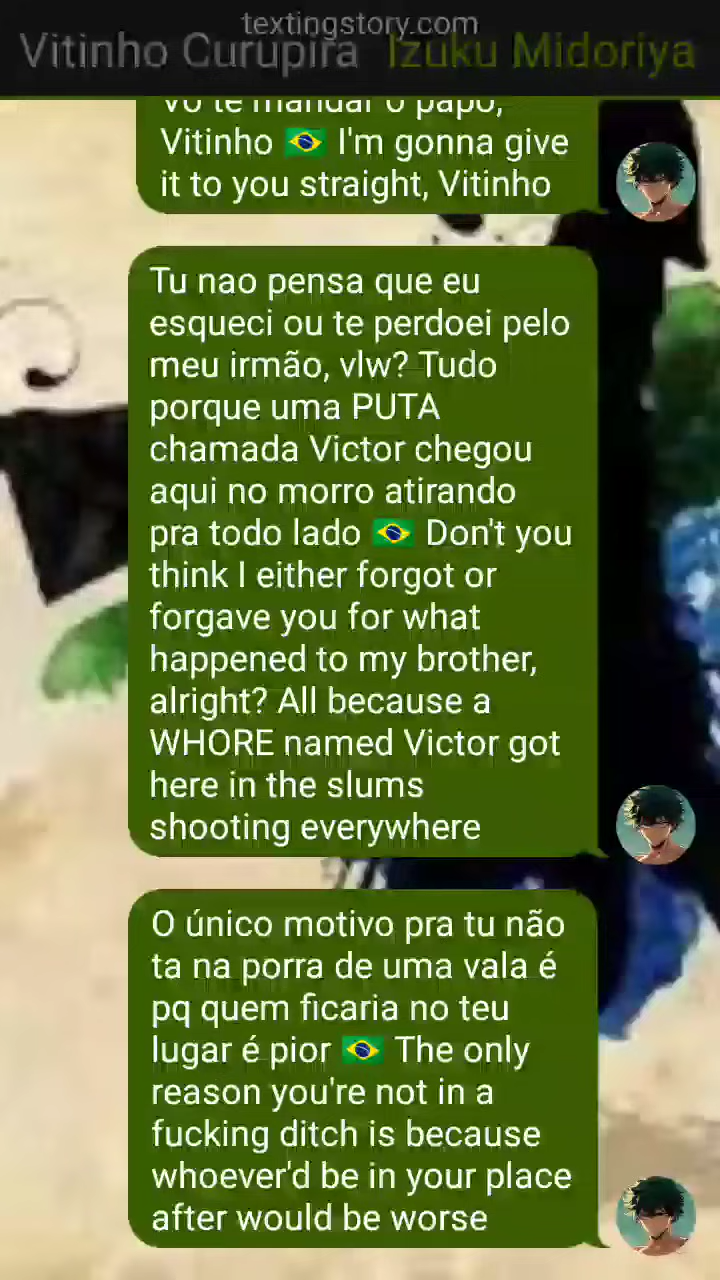 textingstory.com
Vitinho Curupira Izuku Midoriya
Vo te mandar o papo,
Vitinho 🇧🇷 I'm gonna give
it to you straight, Vitinho
Tu nao pensa que eu
esqueci ou te perdoei pelo
meu irmão, vlw? Tudo
porque uma PUTA
chamada Victor chegou
aqui no morro atirando
pra todo lado 🇧🇷 Don't you
think I either forgot or
forgave you for what
happened to my brother,
alright? All because a
WHORE named Victor got
here in the slums
shooting everywhere
O único motivo pra tu não
ta na porra de uma vala é
pq quem ficaria no teu
lugar é pior 🇧🇷 The only
reason you're not in a
fucking ditch is because
whoever'd be in your place
after would be worse